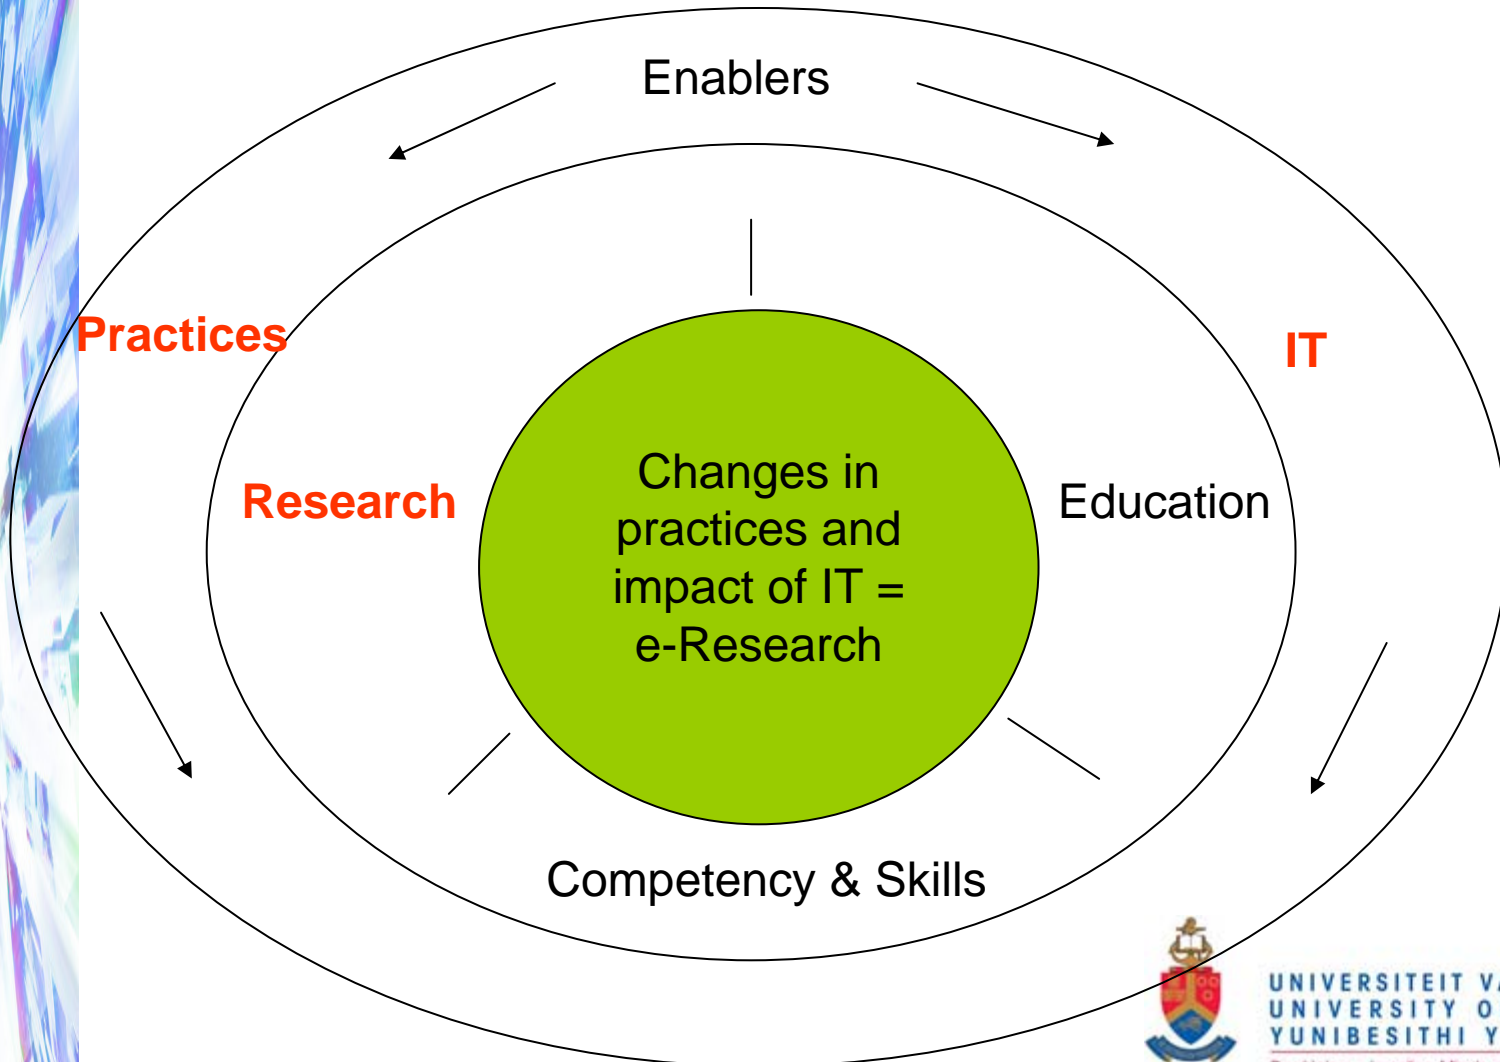 Enablers
Practices
IT
Research
Education
Changes in
practices and
impact of IT =
e-Research
Competency & Skills
UNIVERSITEIT
UNIVERSITY
YUNIBESITHI